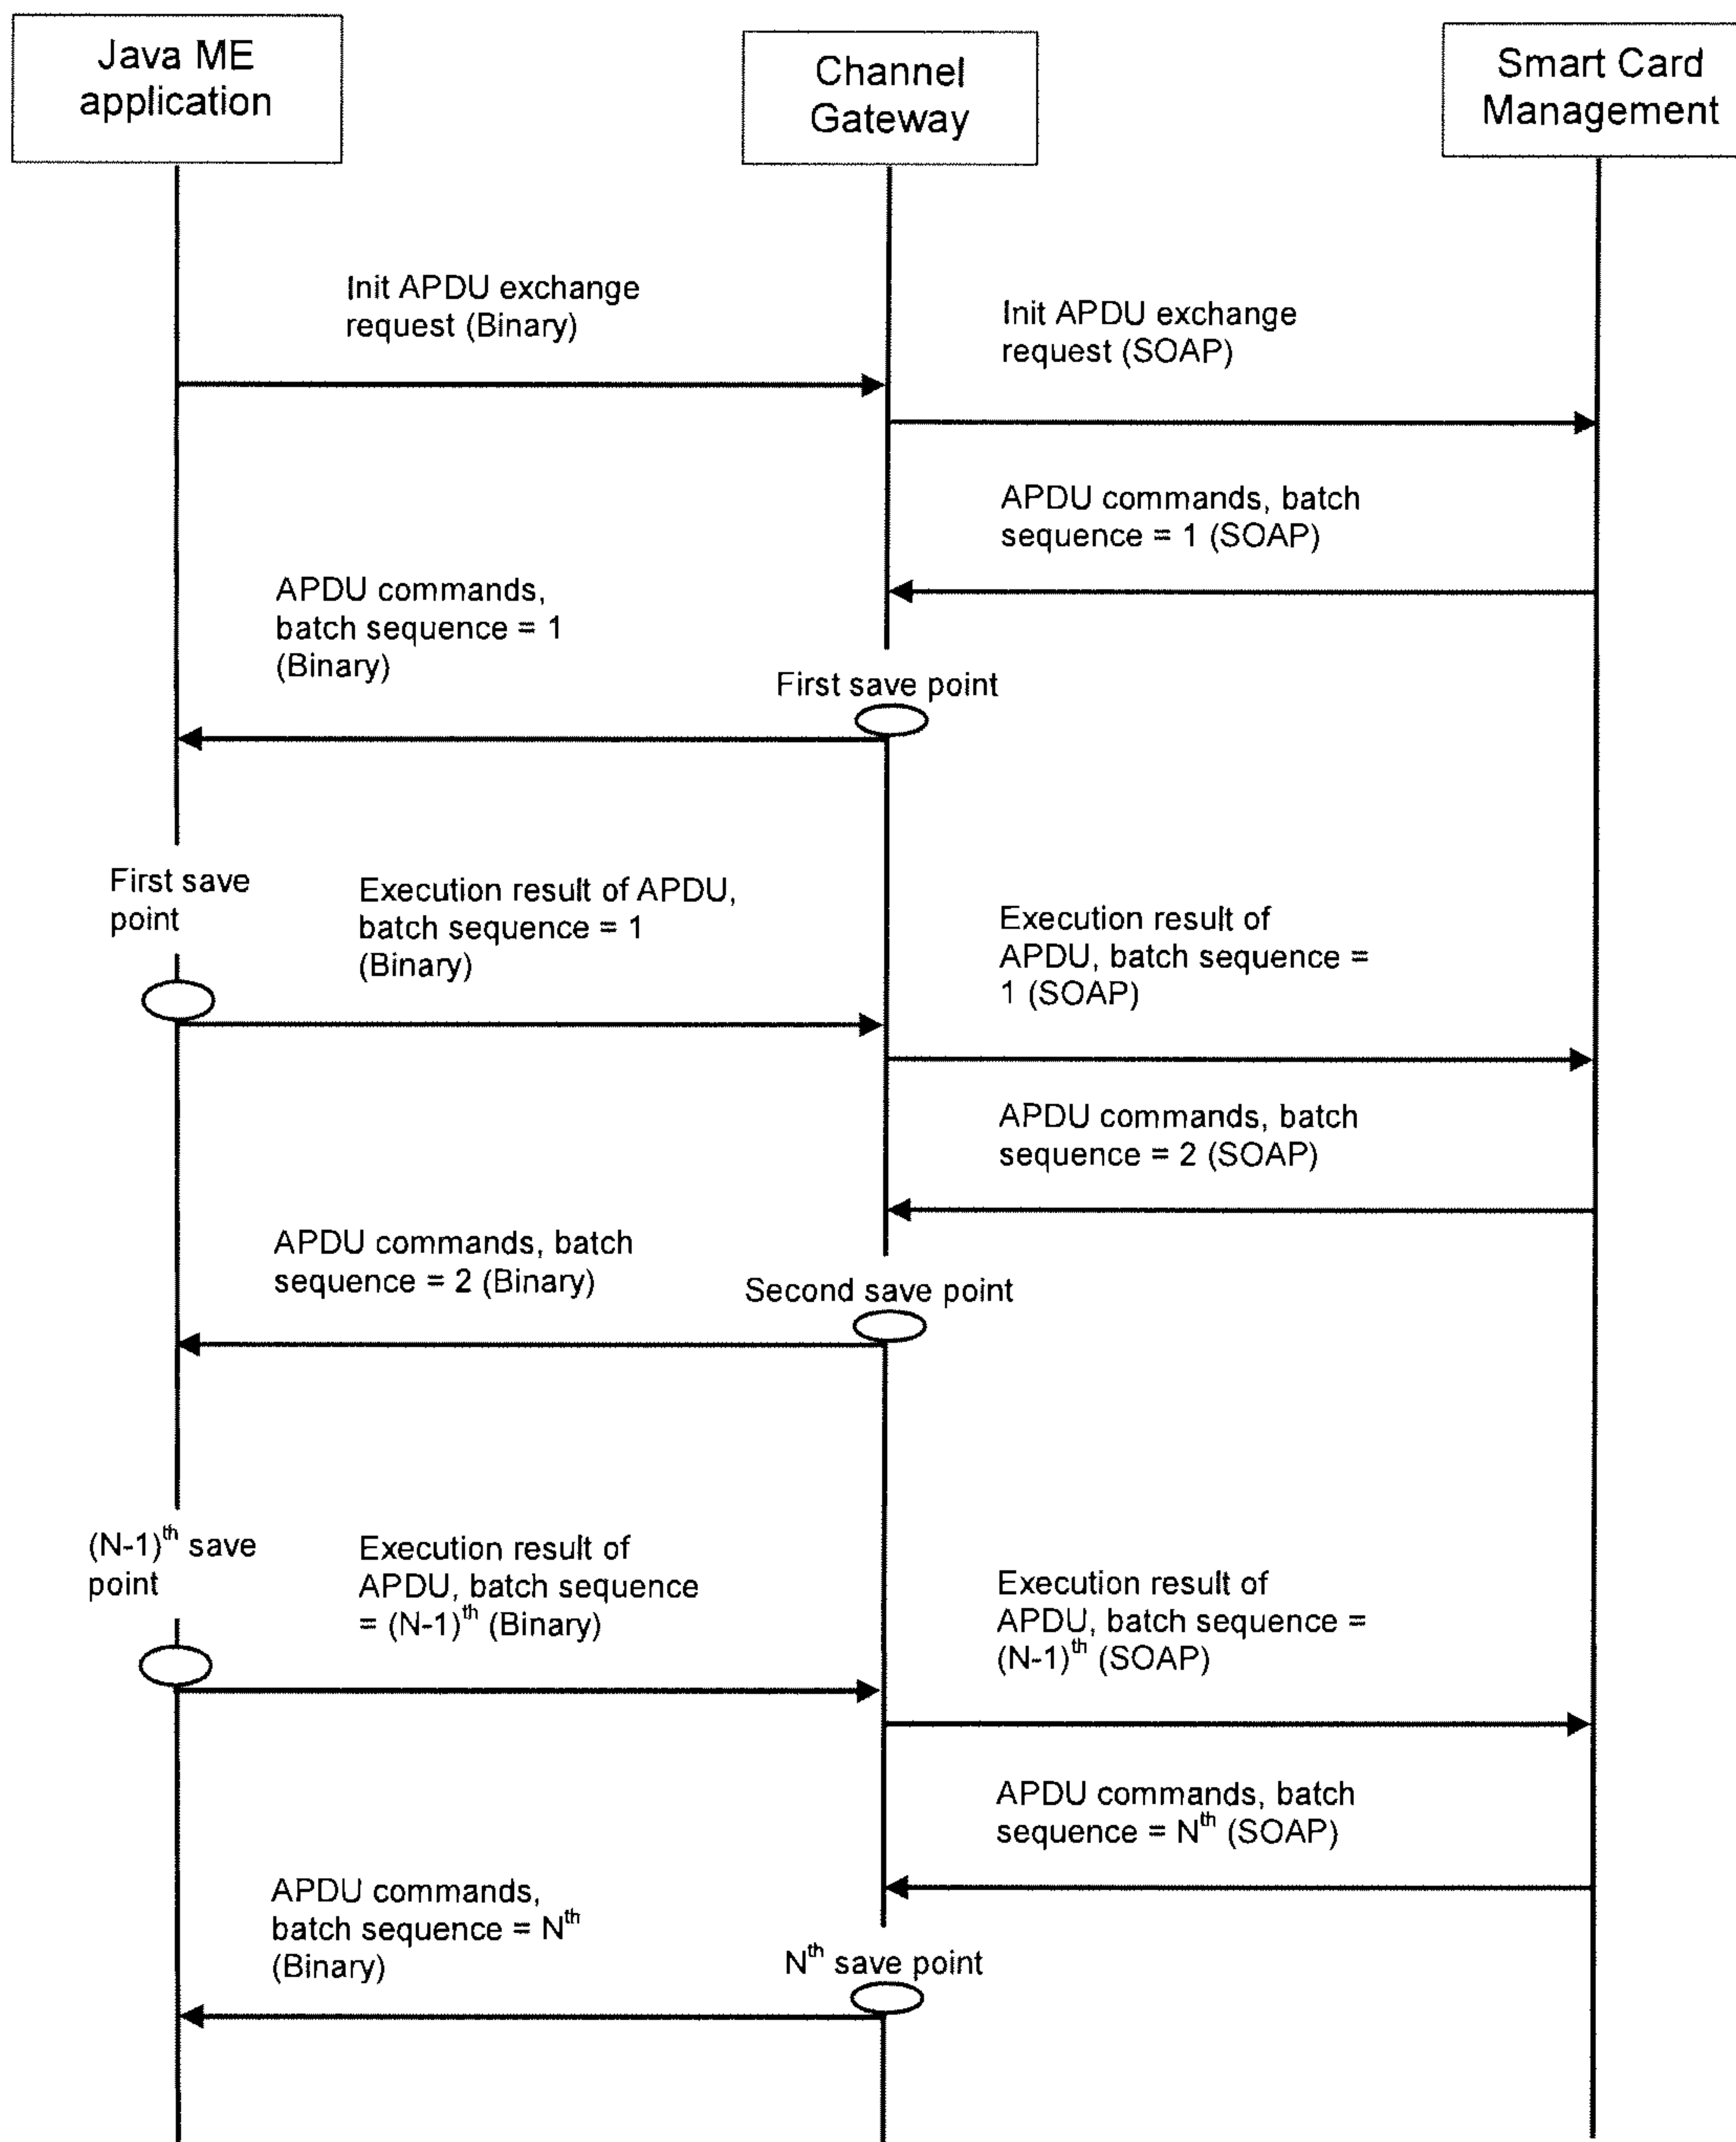 Java ME
application
Channel
Gateway
Smart Card
Management
Init APDU exchange
request (Binary)
Init APDU exchange
request (SOAP)
APDU commands, batch
sequence = 1 (SOAP)
APDU commands,
batch sequence = 1
(Binary)
First save point
First save
point
Execution result of APDU,
batch sequence = 1
(Binary)
Execution result of
APDU, batch sequence =
1 (SOAP)
APDU commands, batch
sequence = 2 (SOAP)
APDU commands, batch
sequence = 2 (Binary)
Second save point
(N-1)th save
point
Execution result of
APDU, batch sequence
= (N-1)th (Binary)
Execution result of
APDU, batch sequence =
(N-1)th (SOAP)
APDU commands, batch
sequence = Nth (SOAP)
APDU commands,
batch sequence = Nth
(Binary)
Nth save point